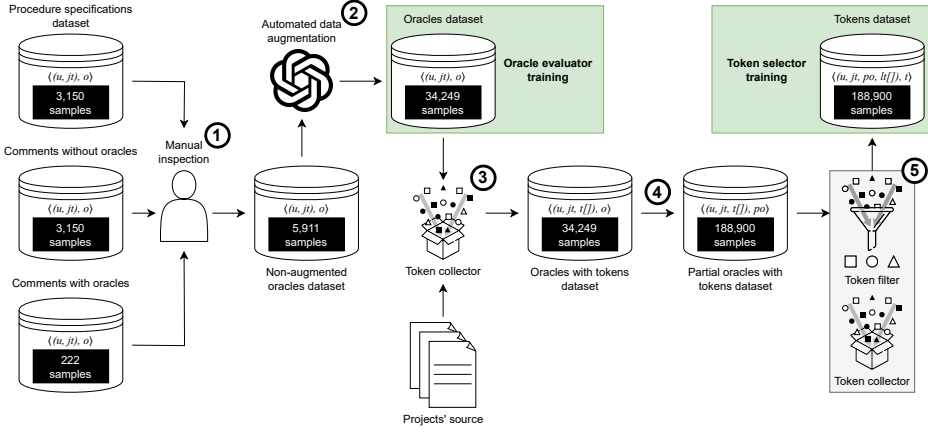 Procedure specifications
dataset
⟨(u, jt), o⟩
3,150
samples
Comments without oracles
⟨(u, jt), o⟩
3,150
samples
Comments with oracles
⟨(u, jt), o⟩
222
samples
1
Manual
inspection
⟨(u, jt), o⟩
5,911
samples
Non-augmented
oracles dataset
2
Automated data
augmentation
Oracles dataset
⟨(u, jt), o⟩
34,249
samples
Oracle evaluator
training
3
Token collector
Projects' source
⟨(u, jt, t[]), o⟩
34,249
samples
Oracles with tokens
dataset
4
⟨(u, jt, t[]), po⟩
188,900
samples
Partial oracles with
tokens dataset
Token selector
training
Tokens dataset
⟨(u, jt, po, lt[]), t⟩
188,900
samples
5
Token filter
Token collector